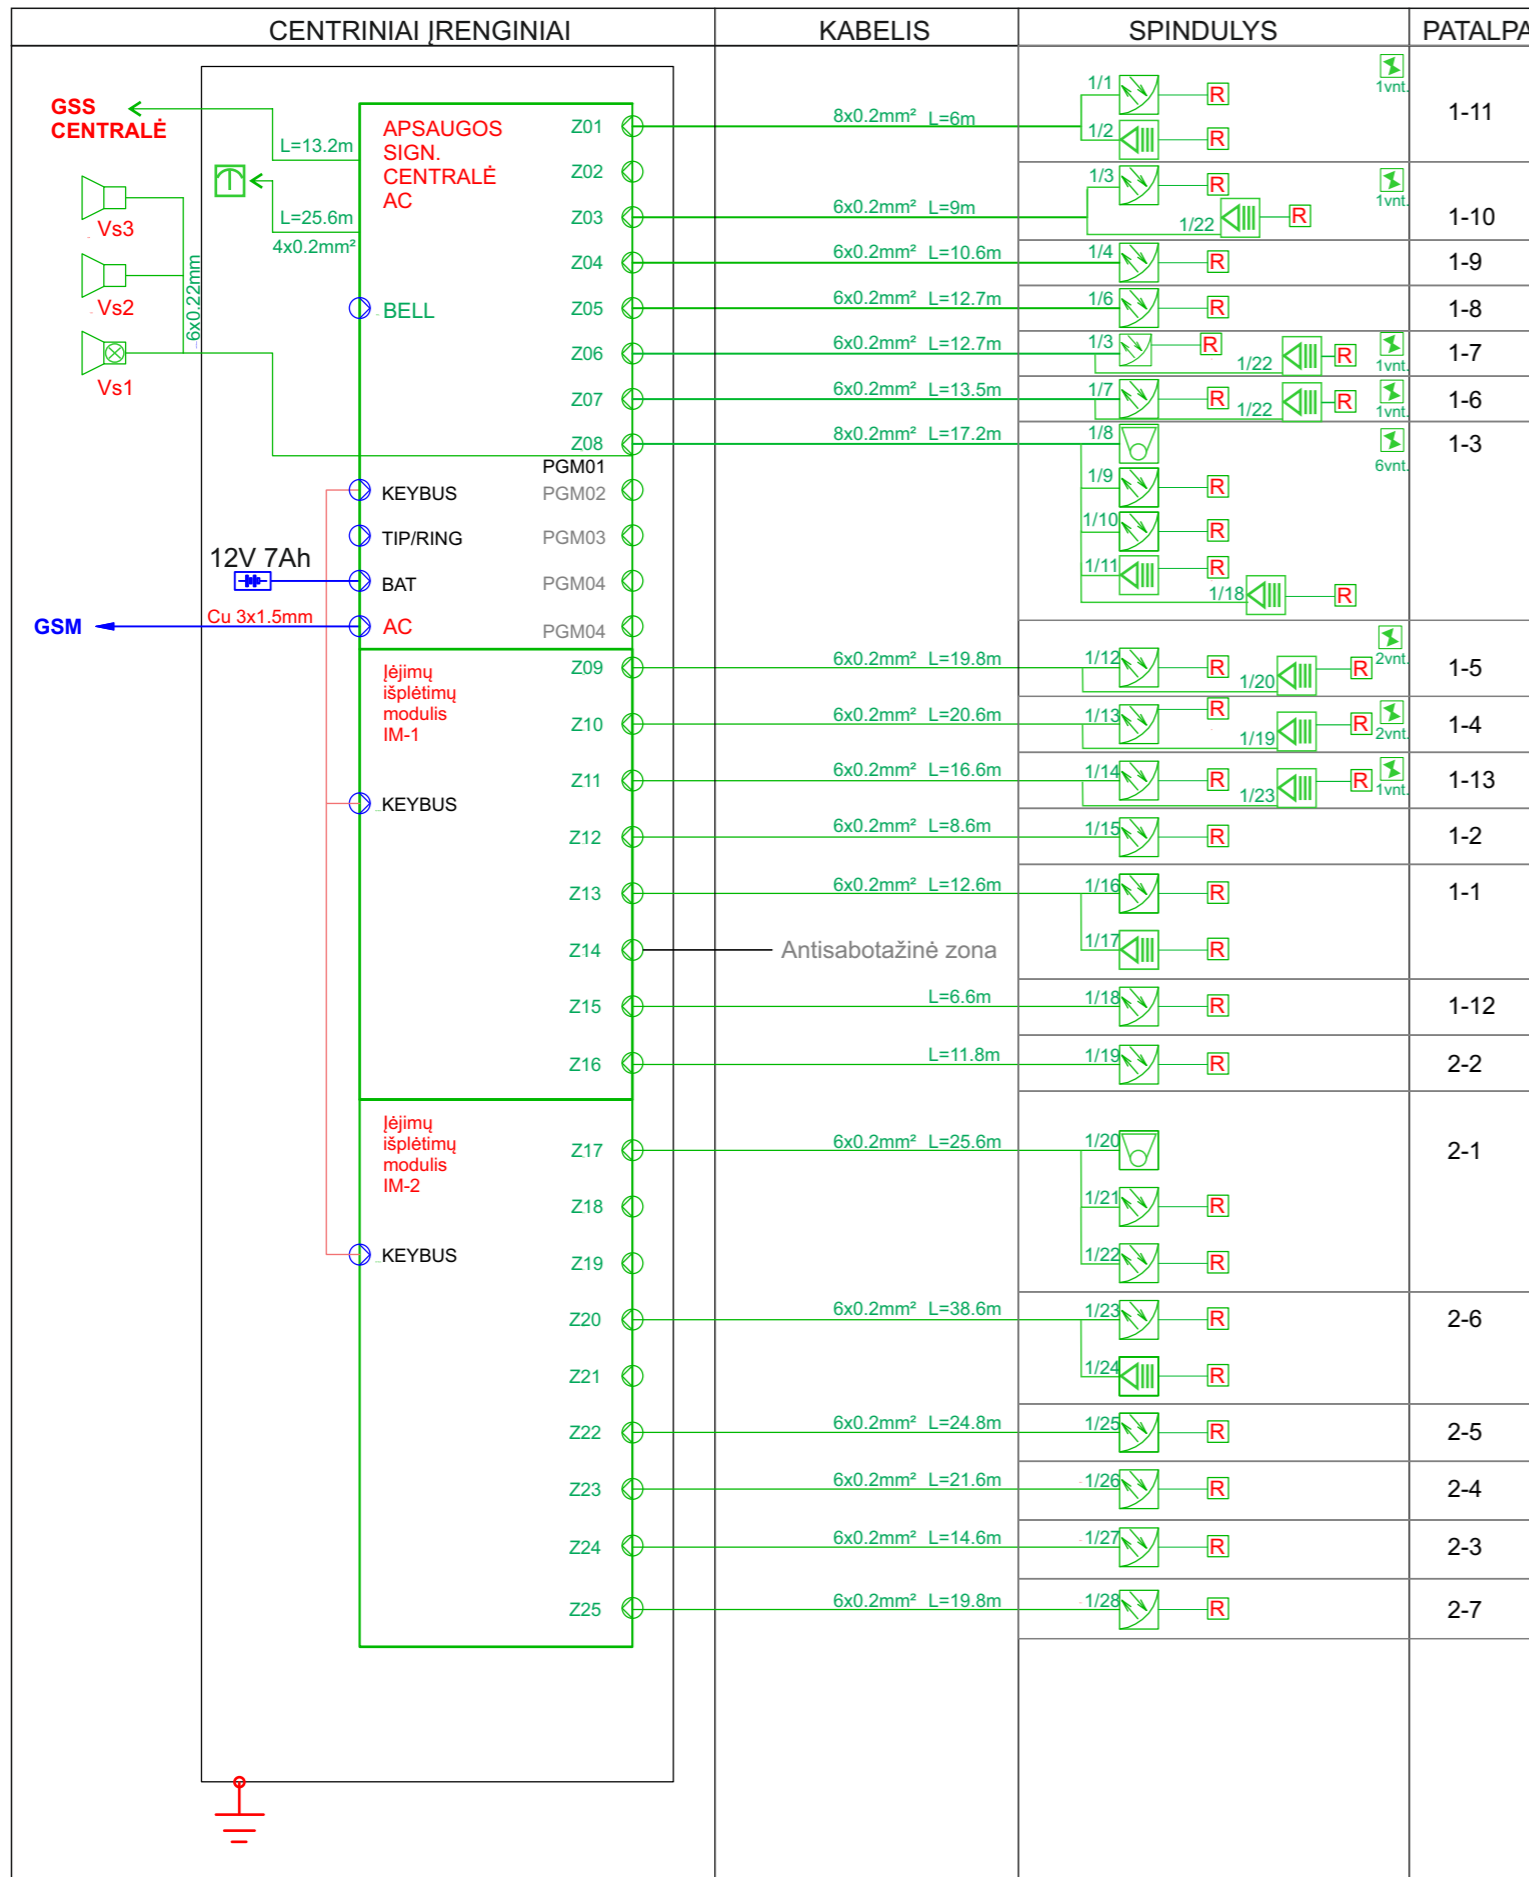 CENTRINIAI ĮRENGINIAI
KABELIS
SPINDULYS
PATALPA
GSS
CENTRALĖ
L=13.2m
L=25.6m
4x0.2mm²
Vs3
Vs2
Vs1
6x0.22mm
12V 7Ah
GSM
Cu 3x1.5mm
APSAUGOS
SIGN.
CENTRALĖ
AC
BELL
KEYBUS
TIP/RING
BAT
AC
PGM01
PGM02
PGM03
PGM04
PGM04
Įėjimų
išplėtimų
modulis
IM-1
KEYBUS
Įėjimų
išplėtimų
modulis
IM-2
KEYBUS
Z01 8x0.2mm² L=6m 1/1 R 1vnt. 1-11
1/2 R
Z02
Z03 6x0.2mm² L=9m 1/3 R 1/22 R 1vnt. 1-10
Z04 6x0.2mm² L=10.6m 1/4 R 1-9
Z05 6x0.2mm² L=12.7m 1/6 R 1-8
Z06 6x0.2mm² L=12.7m 1/3 R 1/22 R 1vnt. 1-7
Z07 6x0.2mm² L=13.5m 1/7 R 1/22 R 1vnt. 1-6
Z08 8x0.2mm² L=17.2m 1/8 6vnt. 1-3
1/9 R
1/10 R
1/11 R
1/18 R
Z09 6x0.2mm² L=19.8m 1/12 R 1/20 R 2vnt. 1-5
Z10 6x0.2mm² L=20.6m 1/13 R 1/19 R 2vnt. 1-4
Z11 6x0.2mm² L=16.6m 1/14 R 1/23 R 1vnt. 1-13
Z12 6x0.2mm² L=8.6m 1/15 R 1-2
Z13 6x0.2mm² L=12.6m 1/16 R 1-1
1/17 R
Z14 Antisabotažinė zona
Z15 L=6.6m 1/18 R 1-12
Z16 L=11.8m 1/19 R 2-2
Z17 6x0.2mm² L=25.6m 1/20 2-1
Z18 1/21 R
Z19 1/22 R
Z20 6x0.2mm² L=38.6m 1/23 R 2-6
Z21 1/24 R
Z22 6x0.2mm² L=24.8m 1/25 R 2-5
Z23 6x0.2mm² L=21.6m 1/26 R 2-4
Z24 6x0.2mm² L=14.6m 1/27 R 2-3
Z25 6x0.2mm² L=19.8m 1/28 R 2-7